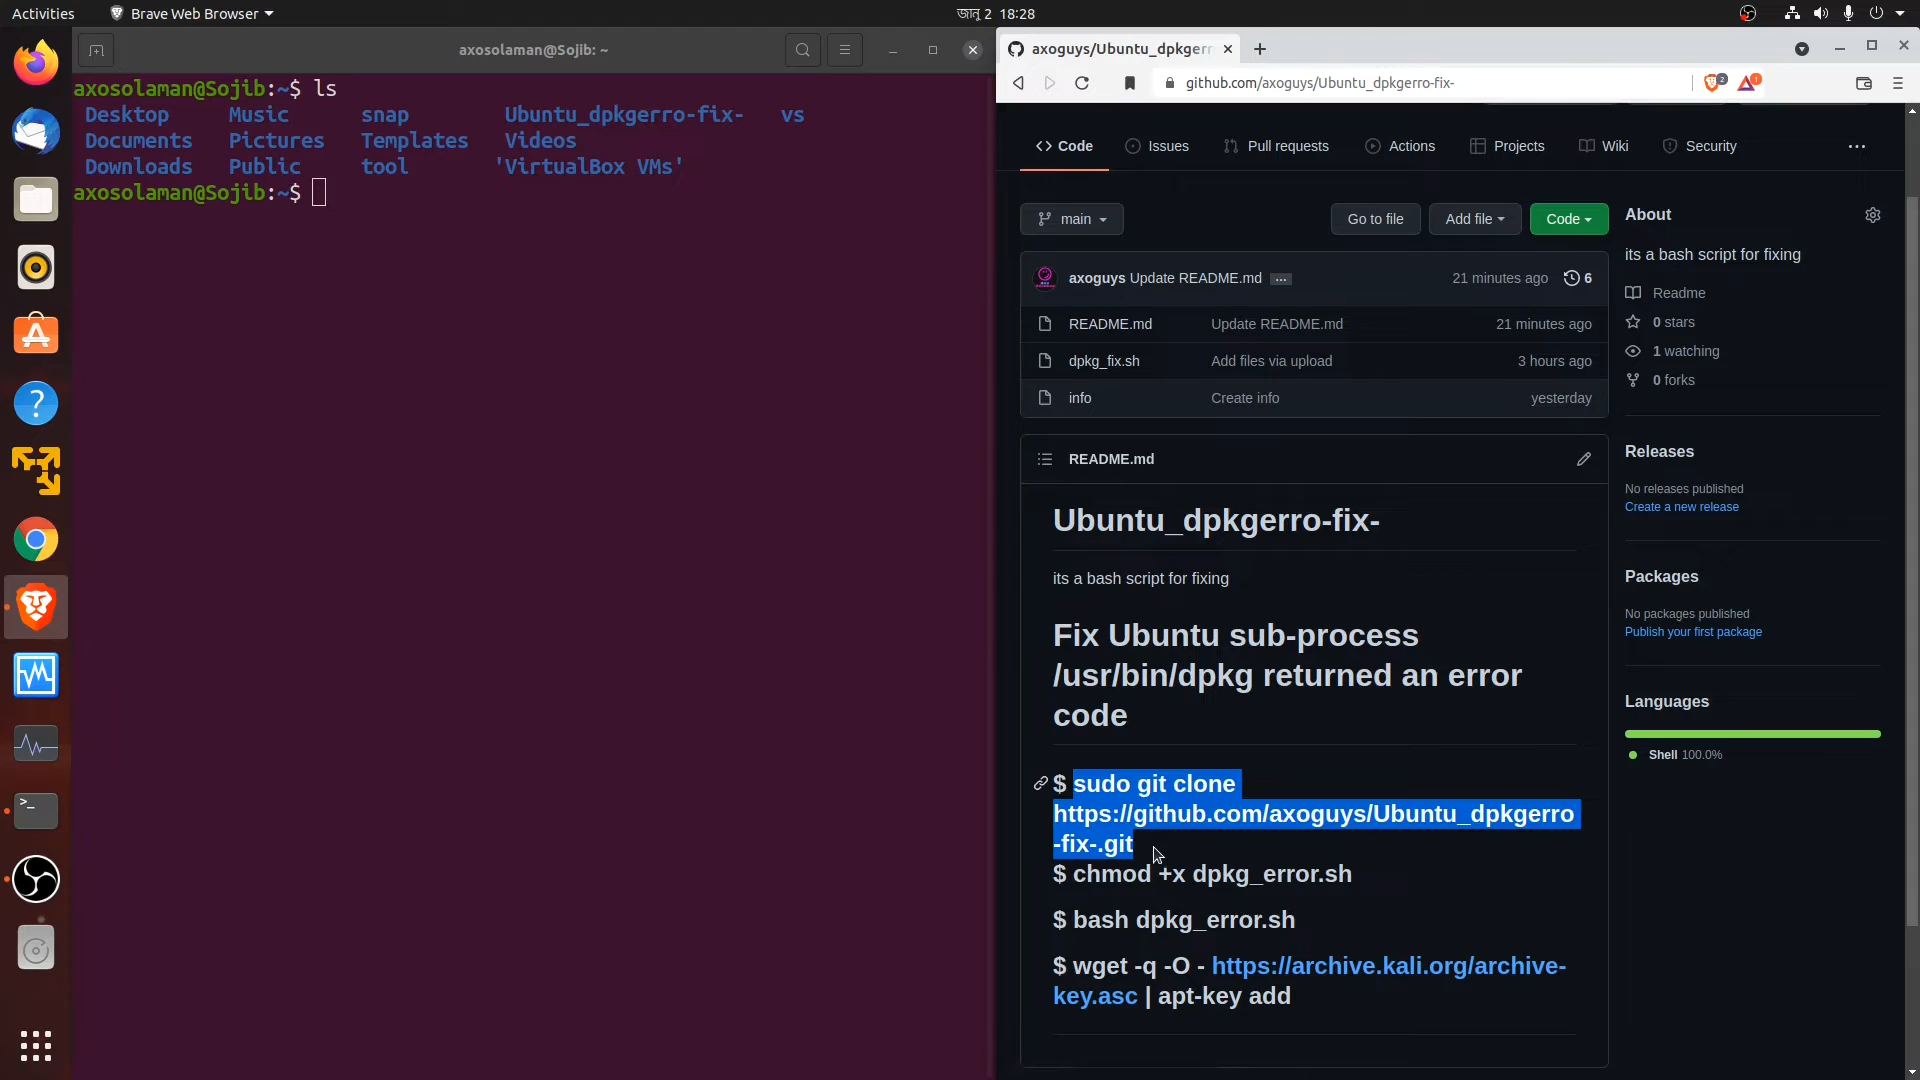 Activities
Brave Web Browser
জানু 2 18:28
axosolaman@Sojib: ~
axosolaman@Sojib:~$ ls
Desktop Music snap Ubuntu_dpkgerro-fix- vs
Documents Pictures Templates Videos
Downloads Public tool 'VirtualBox VMs'
axosolaman@Sojib:~$
axoguys/Ubuntu_dpkgerr
github.com/axoguys/Ubuntu_dpkgerro-fix-
2
1
Code
Issues
Pull requests
Actions
Projects
Wiki
Security
main
Go to file
Add file
Code
axoguys Update README.md ...
21 minutes ago
6
README.md Update README.md 21 minutes ago
dpkg_fix.sh Add files via upload 3 hours ago
info Create info yesterday
README.md
Ubuntu_dpkgerro-fix-
its a bash script for fixing
Fix Ubuntu sub-process
/usr/bin/dpkg returned an error
code
$ sudo git clone
https://github.com/axoguys/Ubuntu_dpkgerro
-fix-.git
$ chmod +x dpkg_error.sh
$ bash dpkg_error.sh
$ wget -q -O - https://archive.kali.org/archive-
key.asc | apt-key add
About
its a bash script for fixing
Readme
0 stars
1 watching
0 forks
Releases
No releases published
Create a new release
Packages
No packages published
Publish your first package
Languages
Shell 100.0%